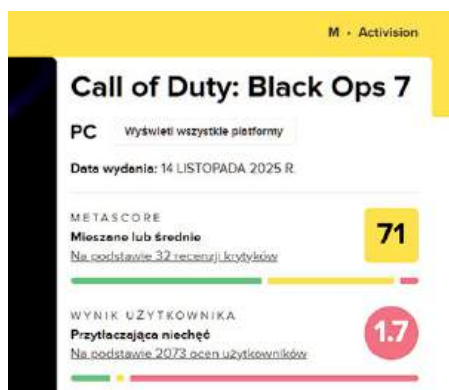 M • Activision
Call of Duty: Black Ops 7
PC Wyświetl wszystkie platformy
Data wydania: 14 LISTOPADA 2025 R.
METASCORE
Mieszane lub średnie
Na podstawie 32 recenzji krytyków
71
WYNIK UŻYTKOWNIKA
Przytłaczająca niechęć
Na podstawie 2073 ocen użytkowników
1.7